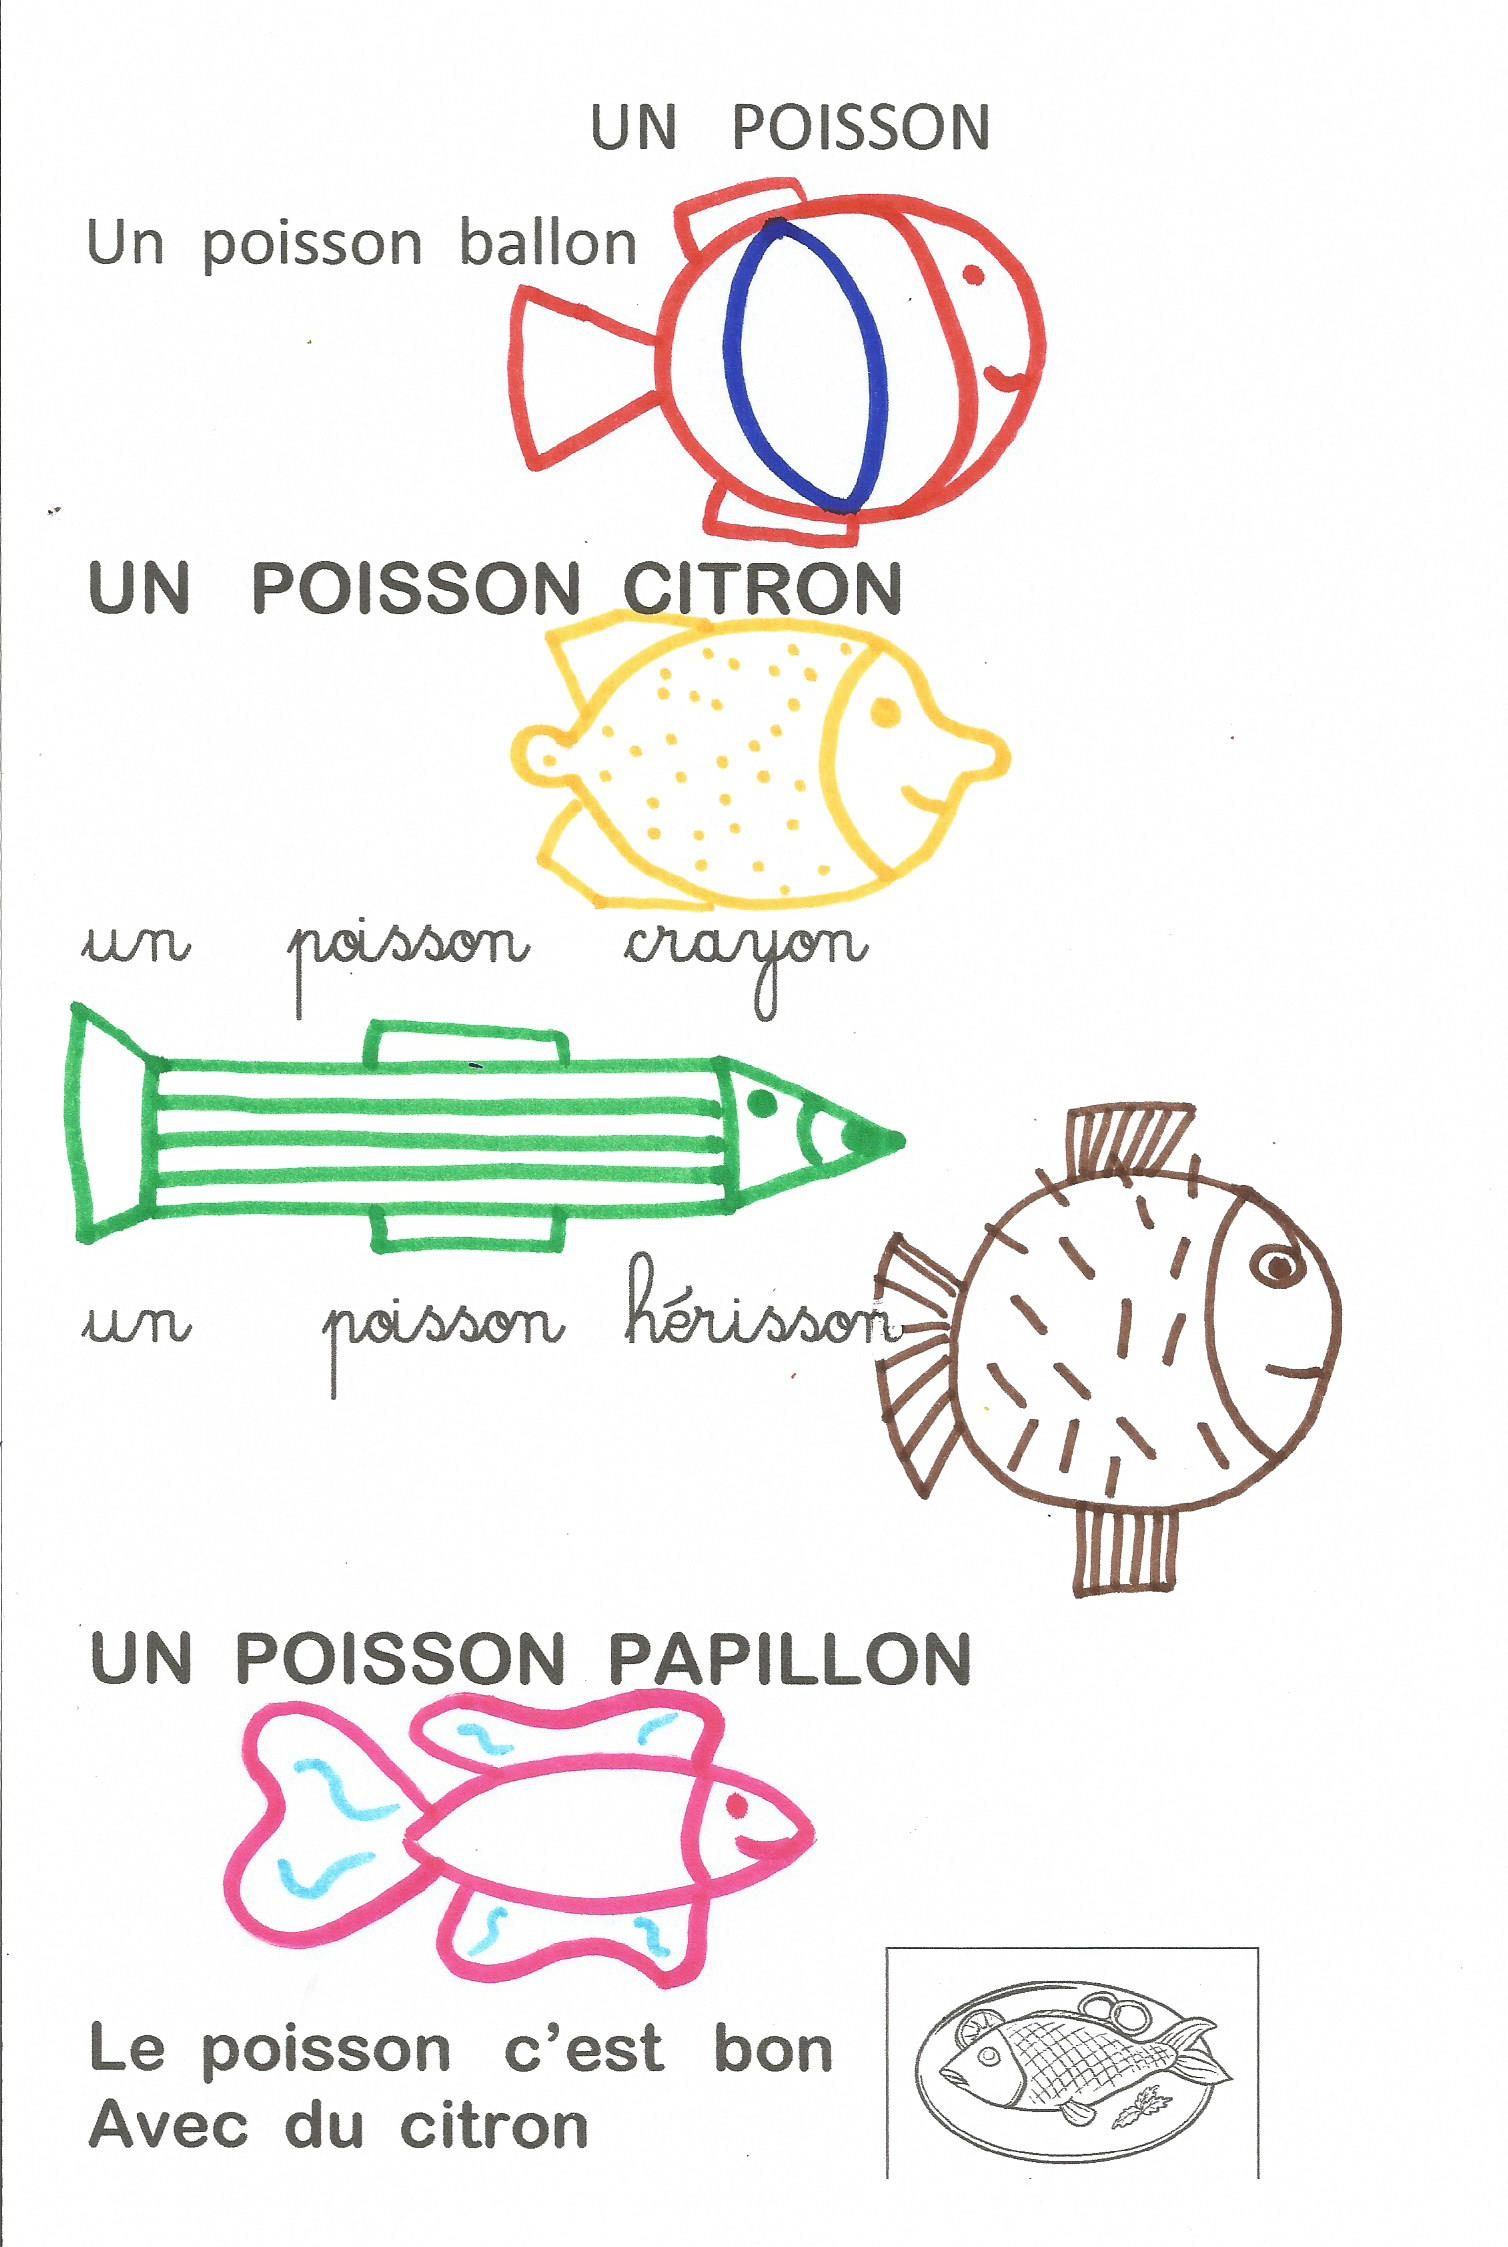 UN POISSON
Un poisson ballon
UN POISSON CITRON
un poisson crayon
un poisson hérisson
UN POISSON PAPILLON
Le poisson c'est bon
Avec du citron